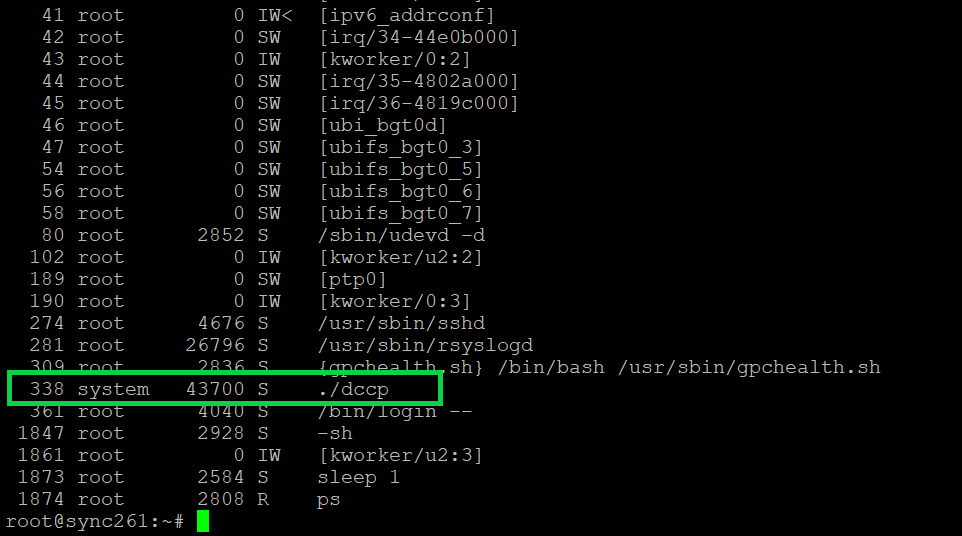 41 root 0 IW< [ipv6_addrconf]
42 root 0 SW [irq/34-44e0b000]
43 root 0 IW [kworker/0:2]
44 root 0 SW [irq/35-4802a000]
45 root 0 SW [irq/36-4819c000]
46 root 0 SW [ubi_bgt0d]
47 root 0 SW [ubifs_bgt0_3]
54 root 0 SW [ubifs_bgt0_5]
56 root 0 SW [ubifs_bgt0_6]
58 root 0 SW [ubifs_bgt0_7]
80 root 2852 S /sbin/udevd -d
102 root 0 IW [kworker/u2:2]
189 root 0 SW [ptp0]
190 root 0 IW [kworker/0:3]
274 root 4676 S /usr/sbin/sshd
281 root 26796 S /usr/sbin/rsyslogd
309 root 2836 S {gpchealth.sh} /bin/bash /usr/sbin/gpchealth.sh
338 system 43700 S ./dccp
361 root 4040 S /bin/login --
1847 root 2928 S -sh
1861 root 0 IW [kworker/u2:3]
1873 root 2584 S sleep 1
1874 root 2808 R ps
root@sync261:~#